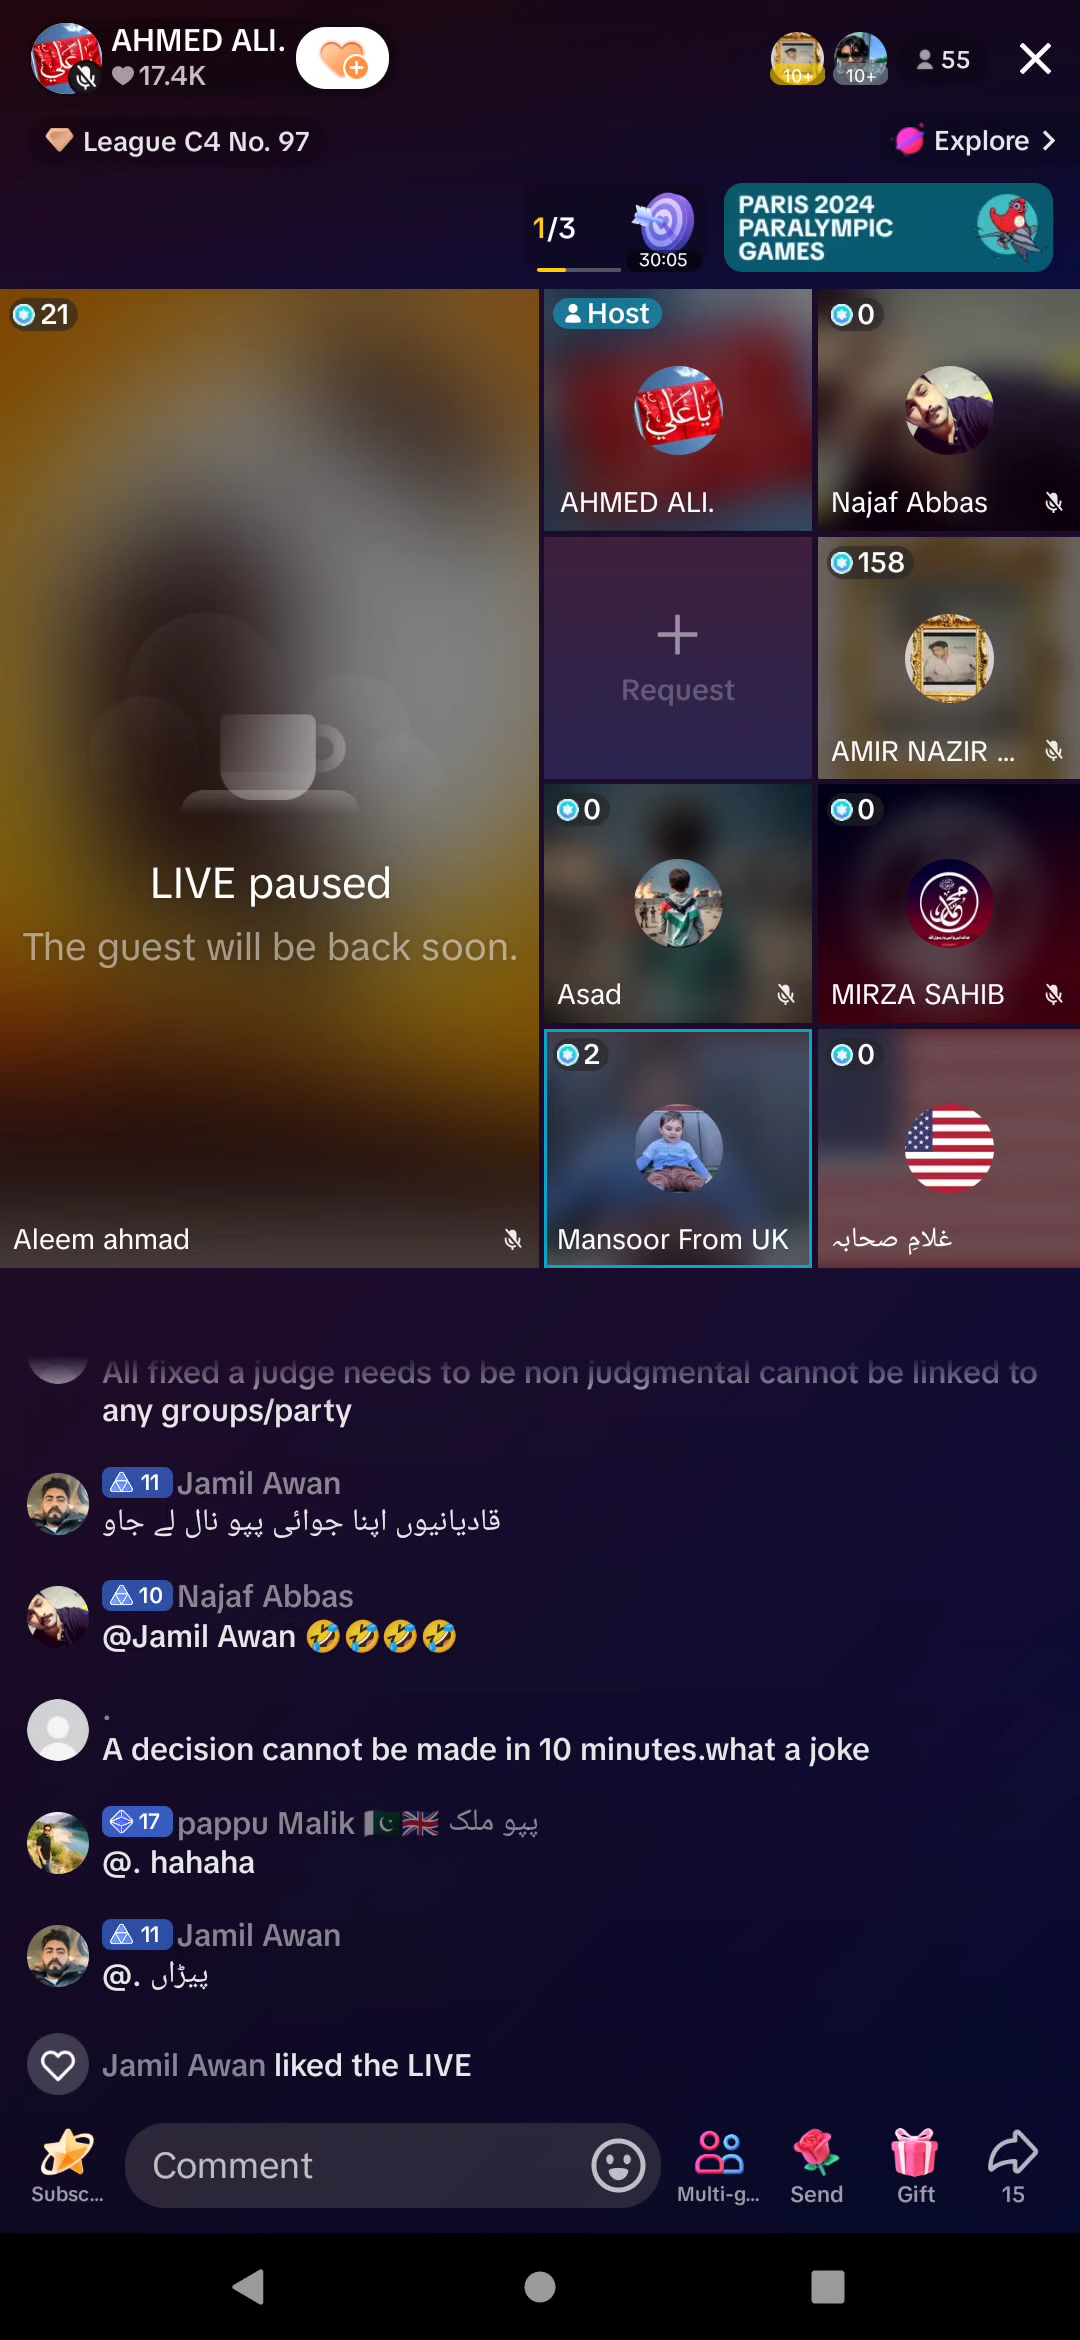 AHMED ALI.
17.4K
10+
10+
55
League C4 No. 97
Explore
1/3
30:05
PARIS 2024
PARALYMPIC
GAMES
21
LIVE paused
The guest will be back soon.
Aleem ahmad
Host
يا علي
AHMED ALI.
0
Najaf Abbas
Request
158
AMIR NAZIR ...
0
Asad
0
MIRZA SAHIB
2
Mansoor From UK
0
غلامِ صحابہ
All fixed a judge needs to be non judgmental cannot be linked to
any groups/party
11 Jamil Awan
قادیانیوں اپنا جوائی پپو نال لے جاو
10 Najaf Abbas
@Jamil Awan 🤣🤣🤣🤣
.
A decision cannot be made in 10 minutes.what a joke
17 pappu Malik 🇵🇰🇬🇧 پپو ملک
@. hahaha
11 Jamil Awan
@. پیڑاں
Jamil Awan liked the LIVE
Subsc...
Comment
Multi-g...
Send
Gift
15